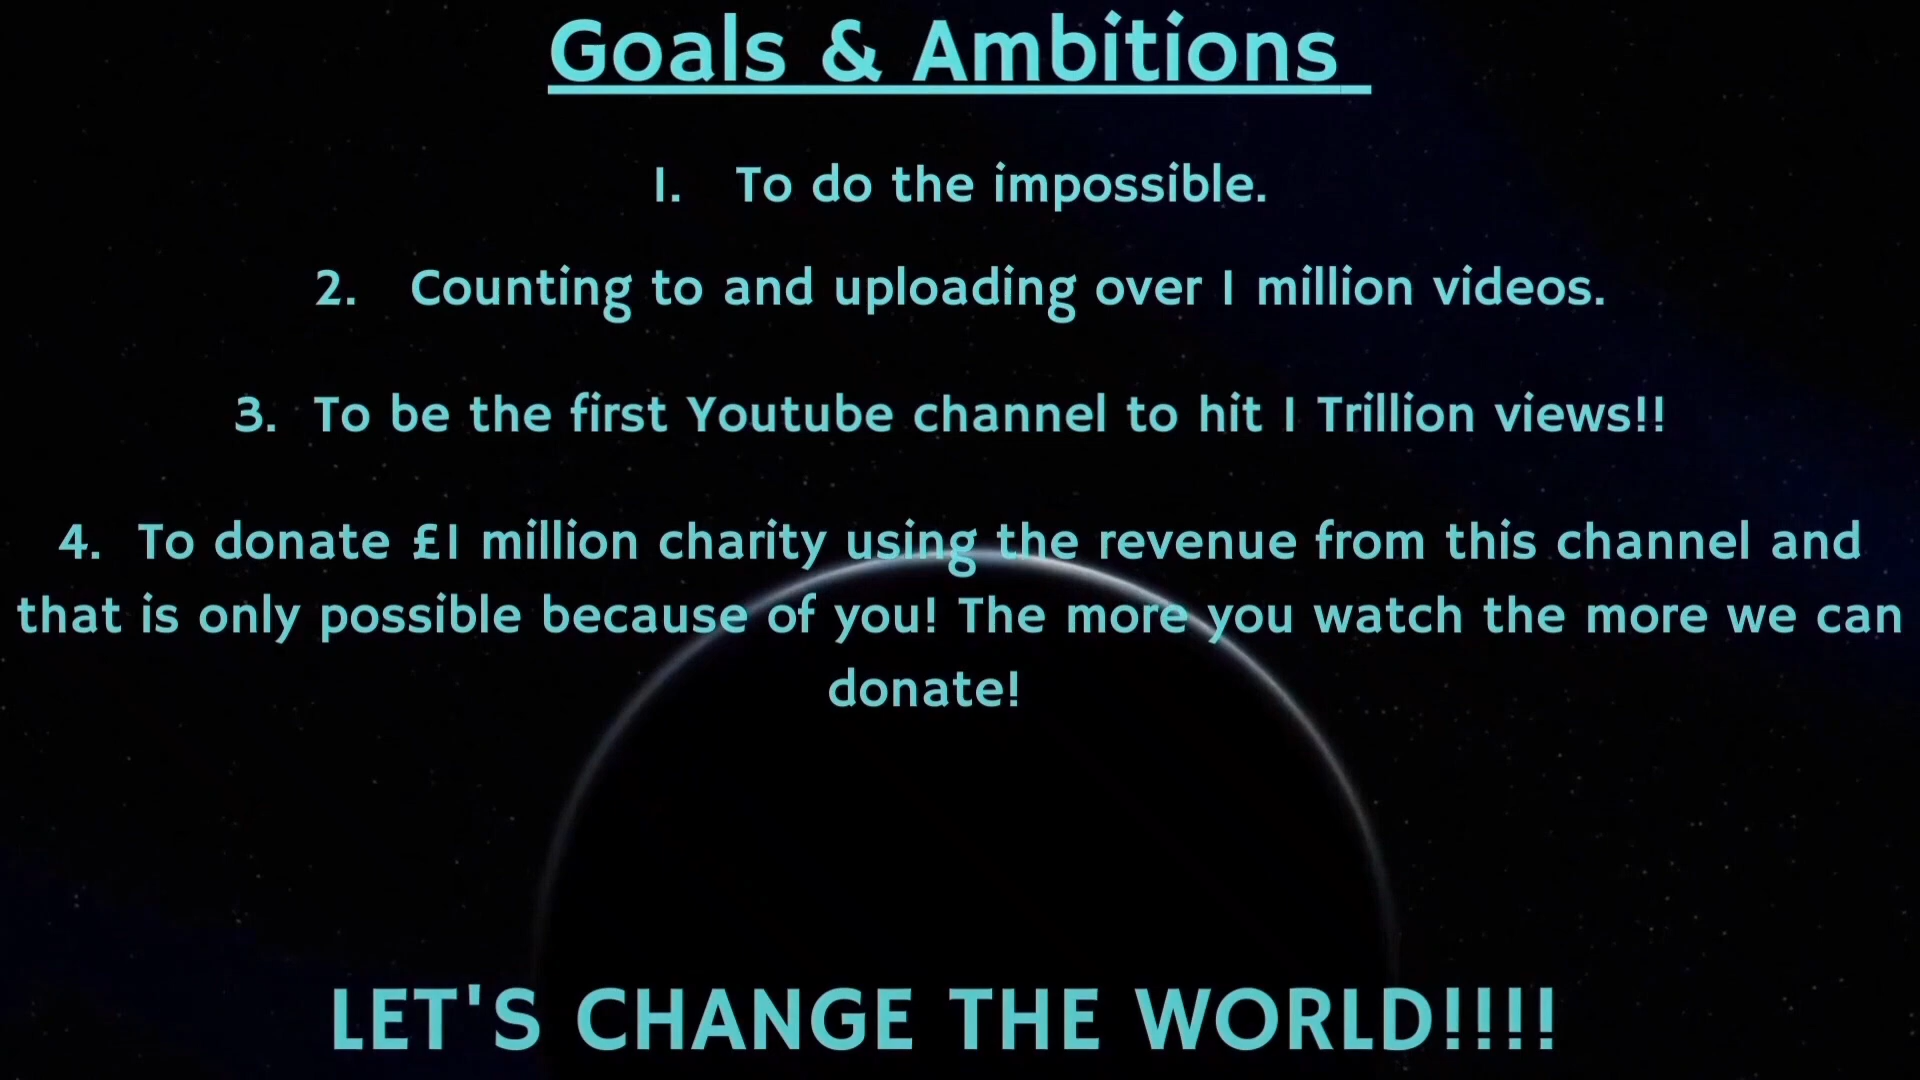 Goals & Ambitions
1. To do the impossible.
2. Counting to and uploading over 1 million videos.
3. To be the first Youtube channel to hit 1 Trillion views!!
4. To donate £1 million charity using the revenue from this channel and
that is only possible because of you! The more you watch the more we can
donate!
LET'S CHANGE THE WORLD!!!!